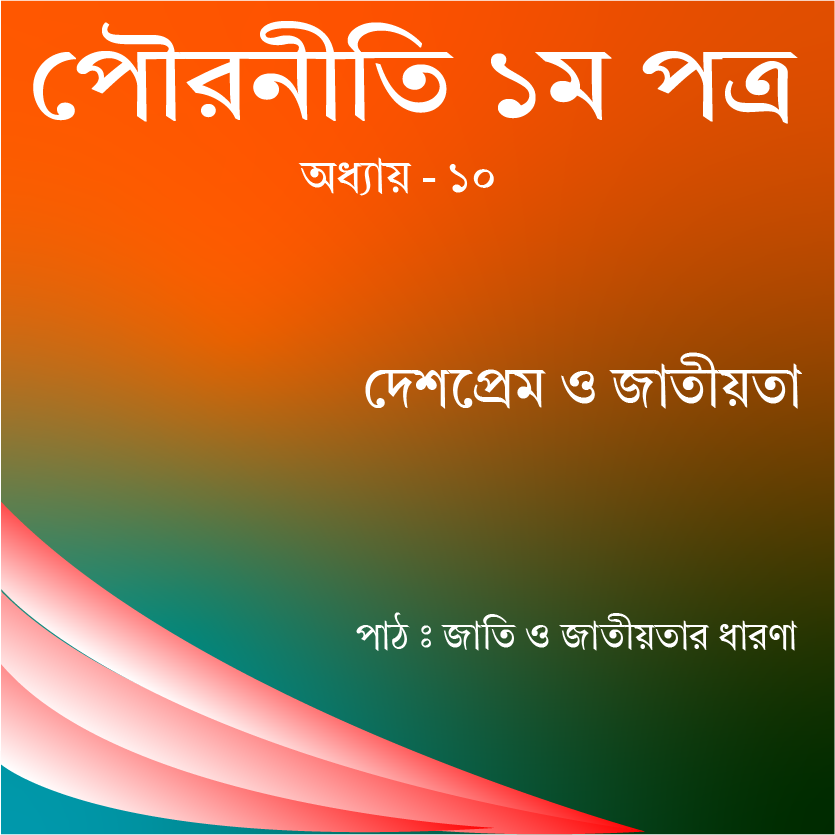 পৌরনীতি ১ম পত্র
অধ্যায় - ১০
দেশপ্রেম ও জাতীয়তা
পাঠ ঃ জাতি ও জাতীয়তার ধারণা